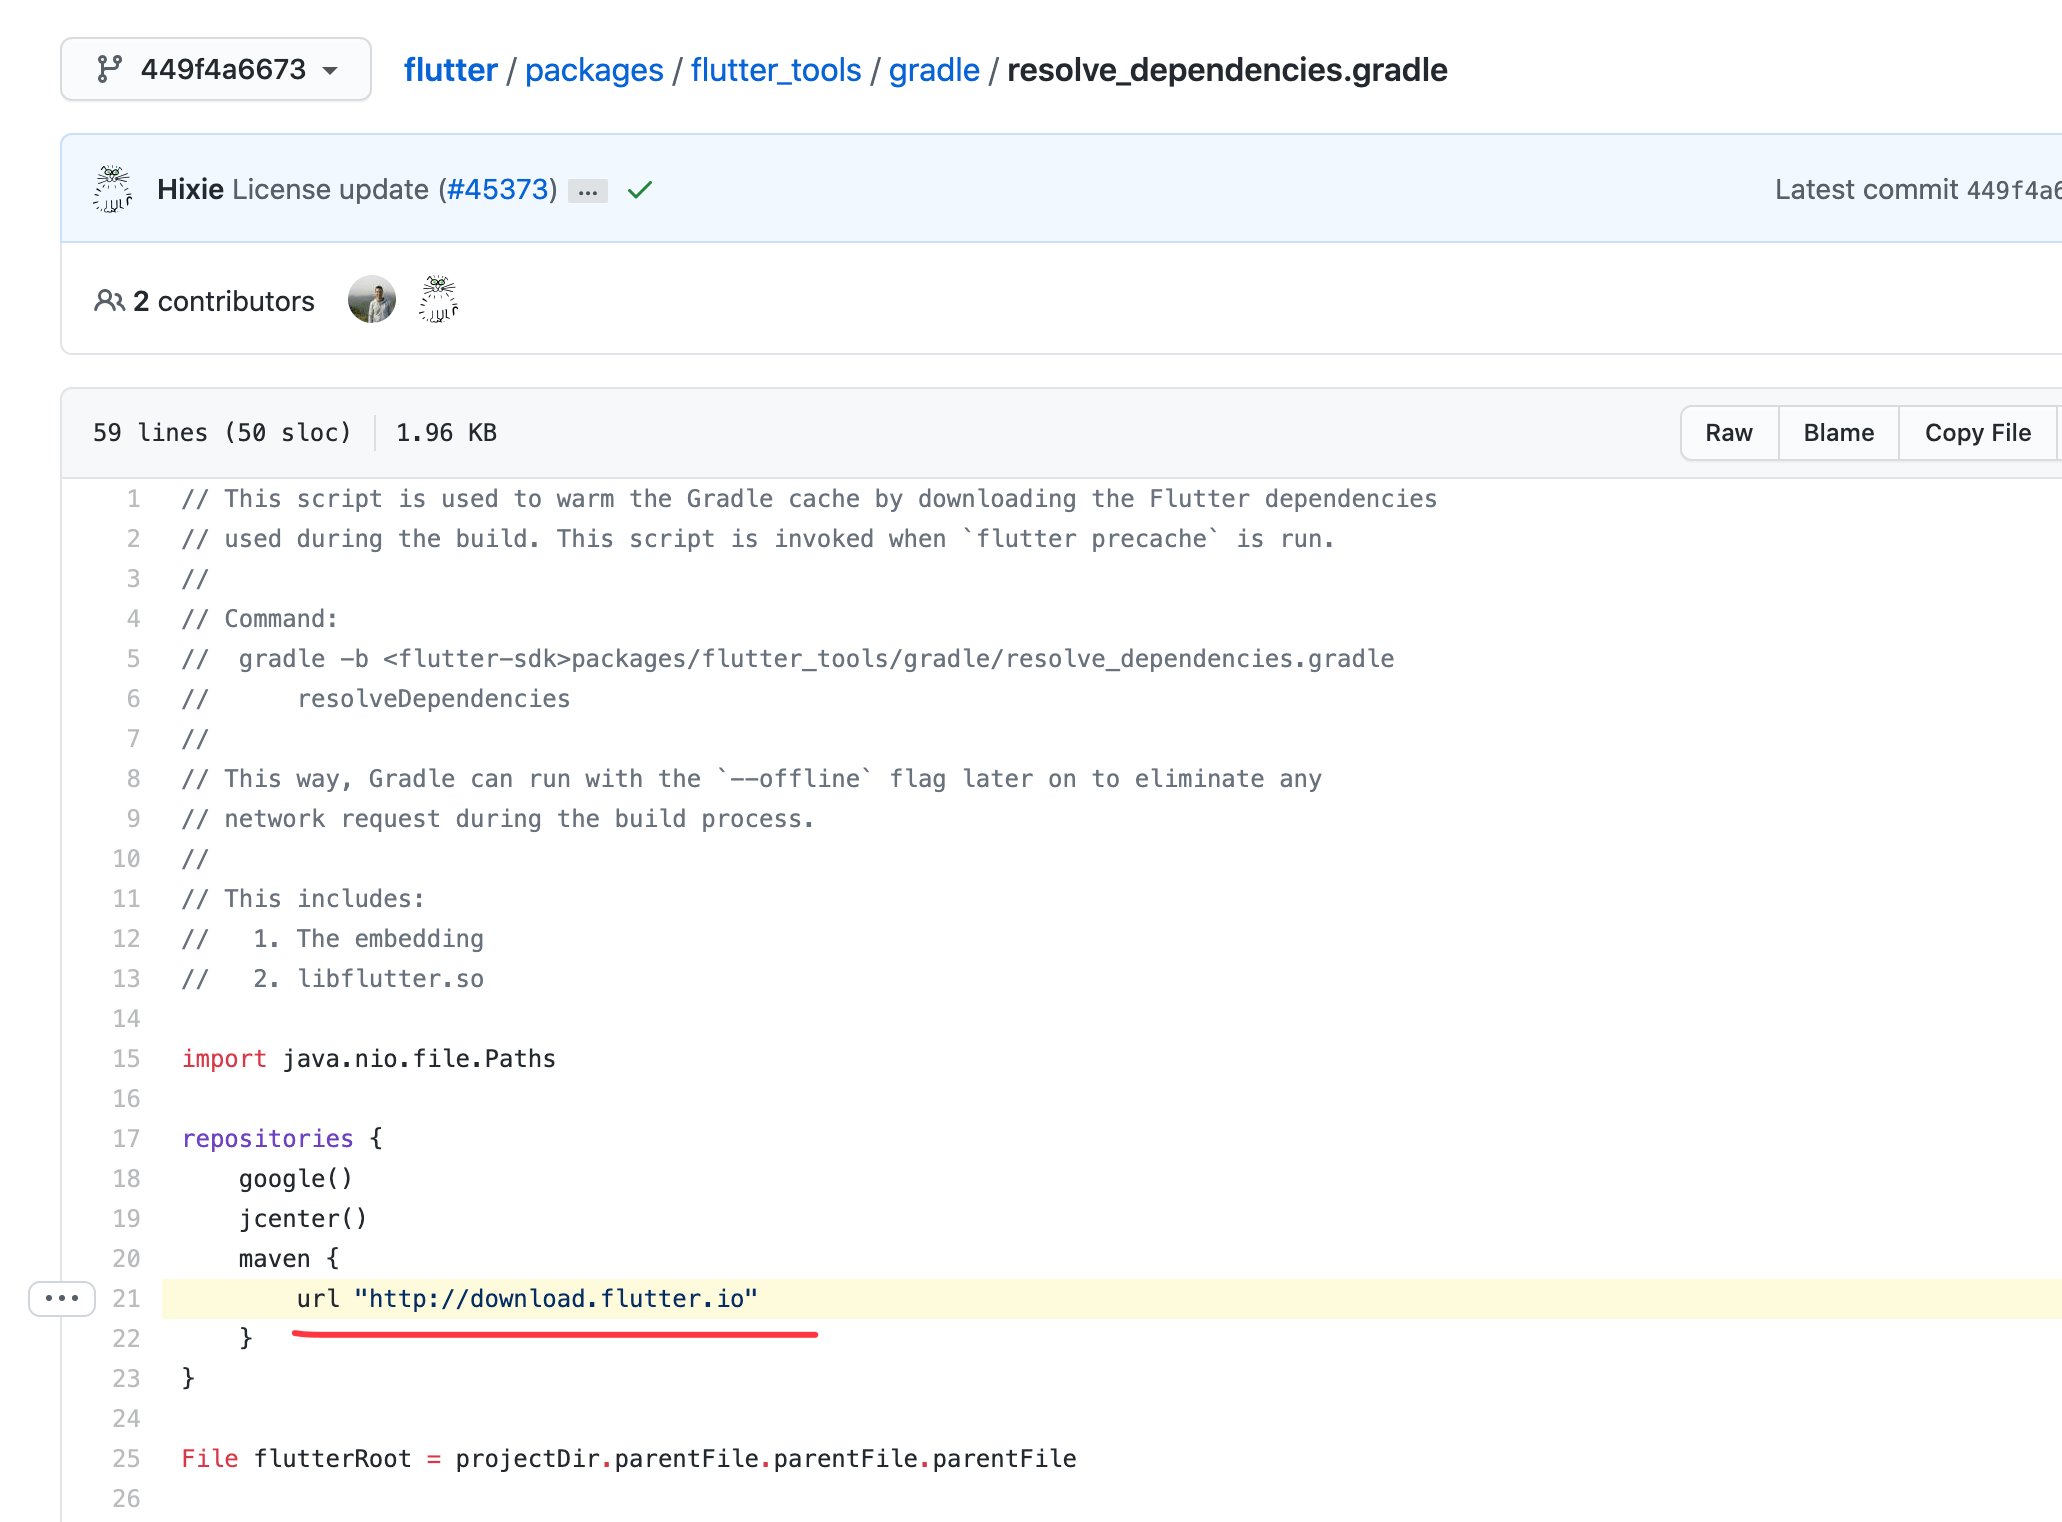 449f4a6673
flutter / packages / flutter_tools / gradle / resolve_dependencies.gradle
Hixie License update (#45373) ... ✓
Latest commit 449f4a6
2 contributors
59 lines (50 sloc) 1.96 KB
Raw Blame Copy File
1 // This script is used to warm the Gradle cache by downloading the Flutter dependencies
2 // used during the build. This script is invoked when `flutter precache` is run.
3 //
4 // Command:
5 //  gradle -b <flutter-sdk>packages/flutter_tools/gradle/resolve_dependencies.gradle
6 //      resolveDependencies
7 //
8 // This way, Gradle can run with the `--offline` flag later on to eliminate any
9 // network request during the build process.
10 //
11 // This includes:
12 //   1. The embedding
13 //   2. libflutter.so
14
15 import java.nio.file.Paths
16
17 repositories {
18     google()
19     jcenter()
20     maven {
... 21         url "http://download.flutter.io"
22     }
23 }
24
25 File flutterRoot = projectDir.parentFile.parentFile.parentFile
26